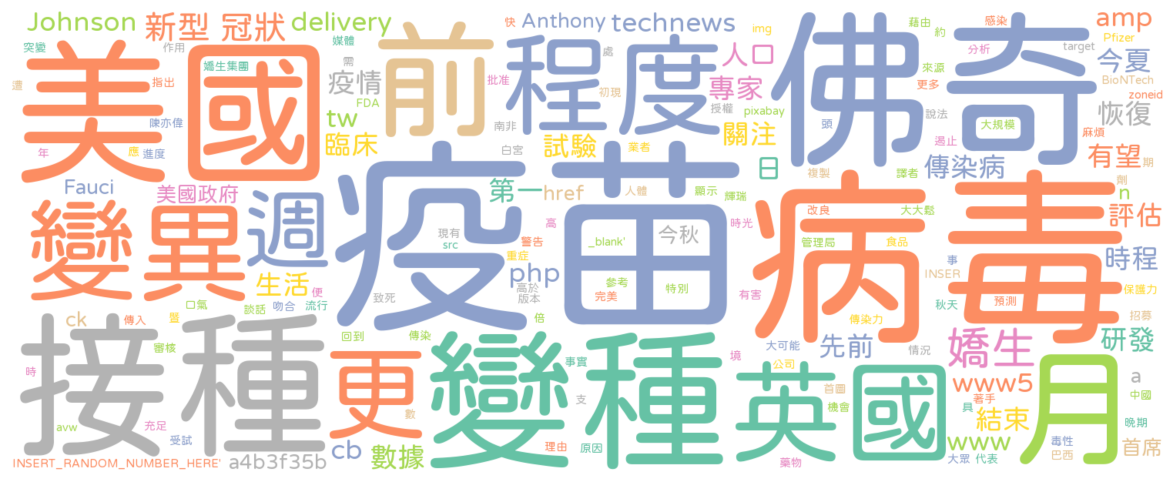 Johnson
新型 冠狀
delivery
Anthony
technews
快
img
藉由
約
感染
Pfizer
amp
突變
作用
媒體
需
美國
嬌生集團
疫情
前
程度
處
人口
佛奇
來源
分析
target
今夏
遭
指出
FDA
批准
初現
授權
專家
pixabay
更多
BioNTech
zoneid
陳亦偉
tw
南非
頭
說法
大規模
恢復
年
應
進度
臨床
白宮
試驗
業者
關注
遏止
麻煩
有望
期
Fauci
美國政府
第一
href
人體
顯示
日
複製
譯者
傳染病
劑
n
變異
週
疫苗
輝瑞
改良
大大鬆
病毒
評估
現有
src
高
警告
_blank'
今秋
時光
管理局
食品
時程
生活
便
重症
php
高於
版本
參考
完美
特別
有害
事
INSERT
秋天
預測
保護力
口氣
談話
吻合
流行
致死
傳染力
招募
ck
傳入
盤
審核
回到
傳染
倍
大可能
先前
情況
嬌生
研發
接種
時
更
變種
事實
境
公司
英國
首圖
機會
www5
著手
具
月
a
中國
avw
充足
受試
數
支
結束
晚期
INSERT_RANDOM_NUMBER_HERE'
a4b3f35b
cb
數據
理由
原因
藥物
www
大眾
代表
毒性
巴西
首席